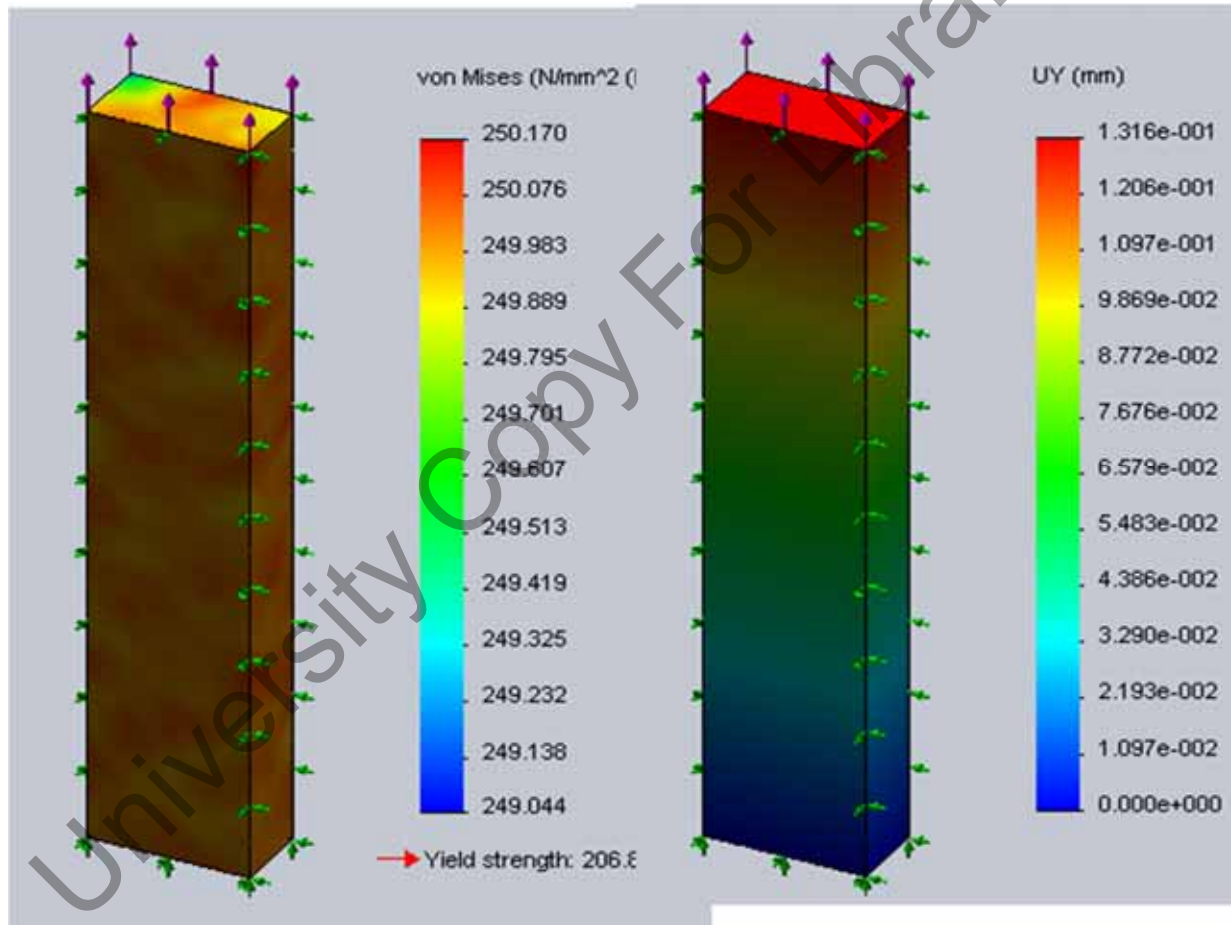 von Mises (N/mm^2 (
250.170
250.076
249.983
249.889
249.795
249.701
249.607
249.513
249.419
249.325
249.232
249.138
249.044
Yield strength: 206.8
UY (mm)
1.316e-001
1.206e-001
1.097e-001
9.869e-002
8.772e-002
7.676e-002
6.579e-002
5.483e-002
4.386e-002
3.290e-002
2.193e-002
1.097e-002
0.000e+000
University Copy For Librar